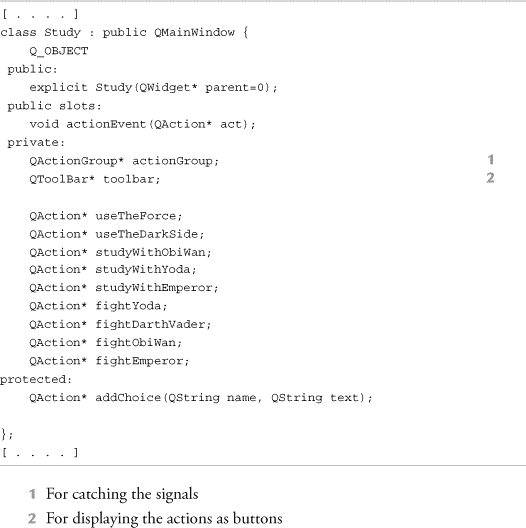 [ . . . . . ]
class Study : public QMainWindow {
    Q_OBJECT
 public:
    explicit Study(QWidget* parent=0);
 public slots:
    void actionEvent(QAction* act);
 private:
    QActionGroup* actionGroup; 1
    QToolBar* toolbar; 2

    QAction* useTheForce;
    QAction* useTheDarkSide;
    QAction* studyWithObiWan;
    QAction* studyWithYoda;
    QAction* studyWithEmperor;
    QAction* fightYoda;
    QAction* fightDarthVader;
    QAction* fightObiWan;
    QAction* fightEmperor;
protected:
    QAction* addChoice(QString name, QString text);

};
[ . . . . ]
1 For catching the signals
2 For displaying the actions as buttons